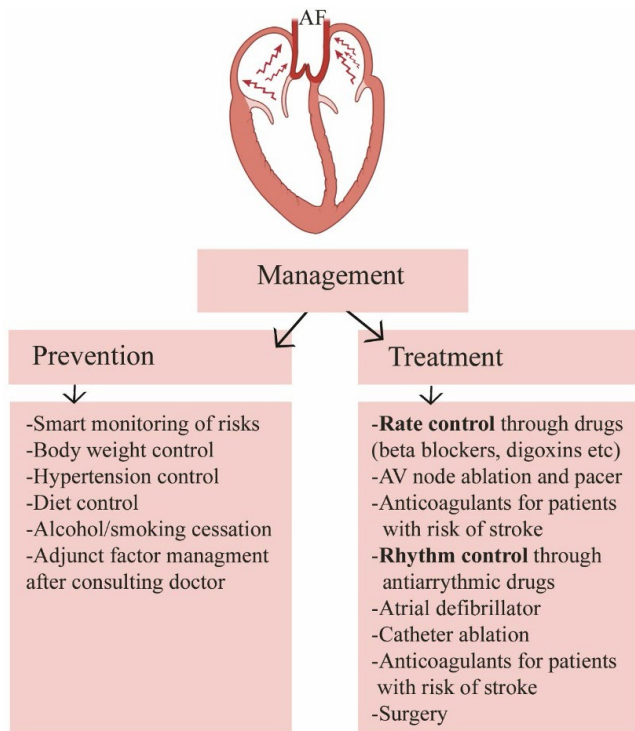 AF
Management
Prevention
-Smart monitoring of risks
-Body weight control
-Hypertension control
-Diet control
-Alcohol/smoking cessation
-Adjunct factor managment
after consulting doctor
Treatment
-Rate control through drugs
(beta blockers, digoxins etc)
-AV node ablation and pacer
-Anticoagulants for patients
with risk of stroke
-Rhythm control through
antiarrythmic drugs
-Atrial defibrillator
-Catheter ablation
-Anticoagulants for patients
with risk of stroke
-Surgery